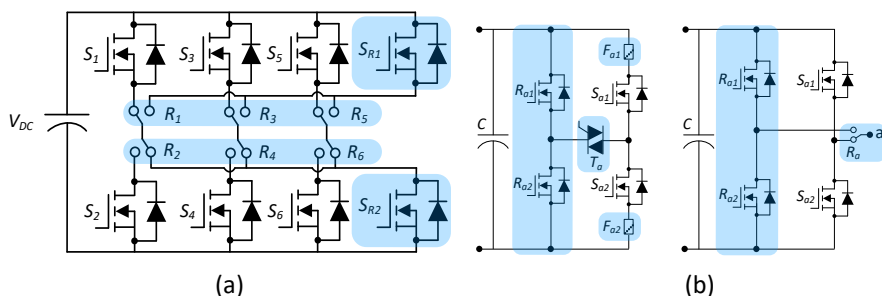 S1 S3 S5 SR1
R1 R3 R5
VDC
R2 R4 R6
S2 S4 S6 SR2
(a)
Fa1
Ra1 Sa1
C
Ta
Ra2 Sa2
Fa2
Ra1 Sa1
C a
Ra
Ra2 Sa2
(b)